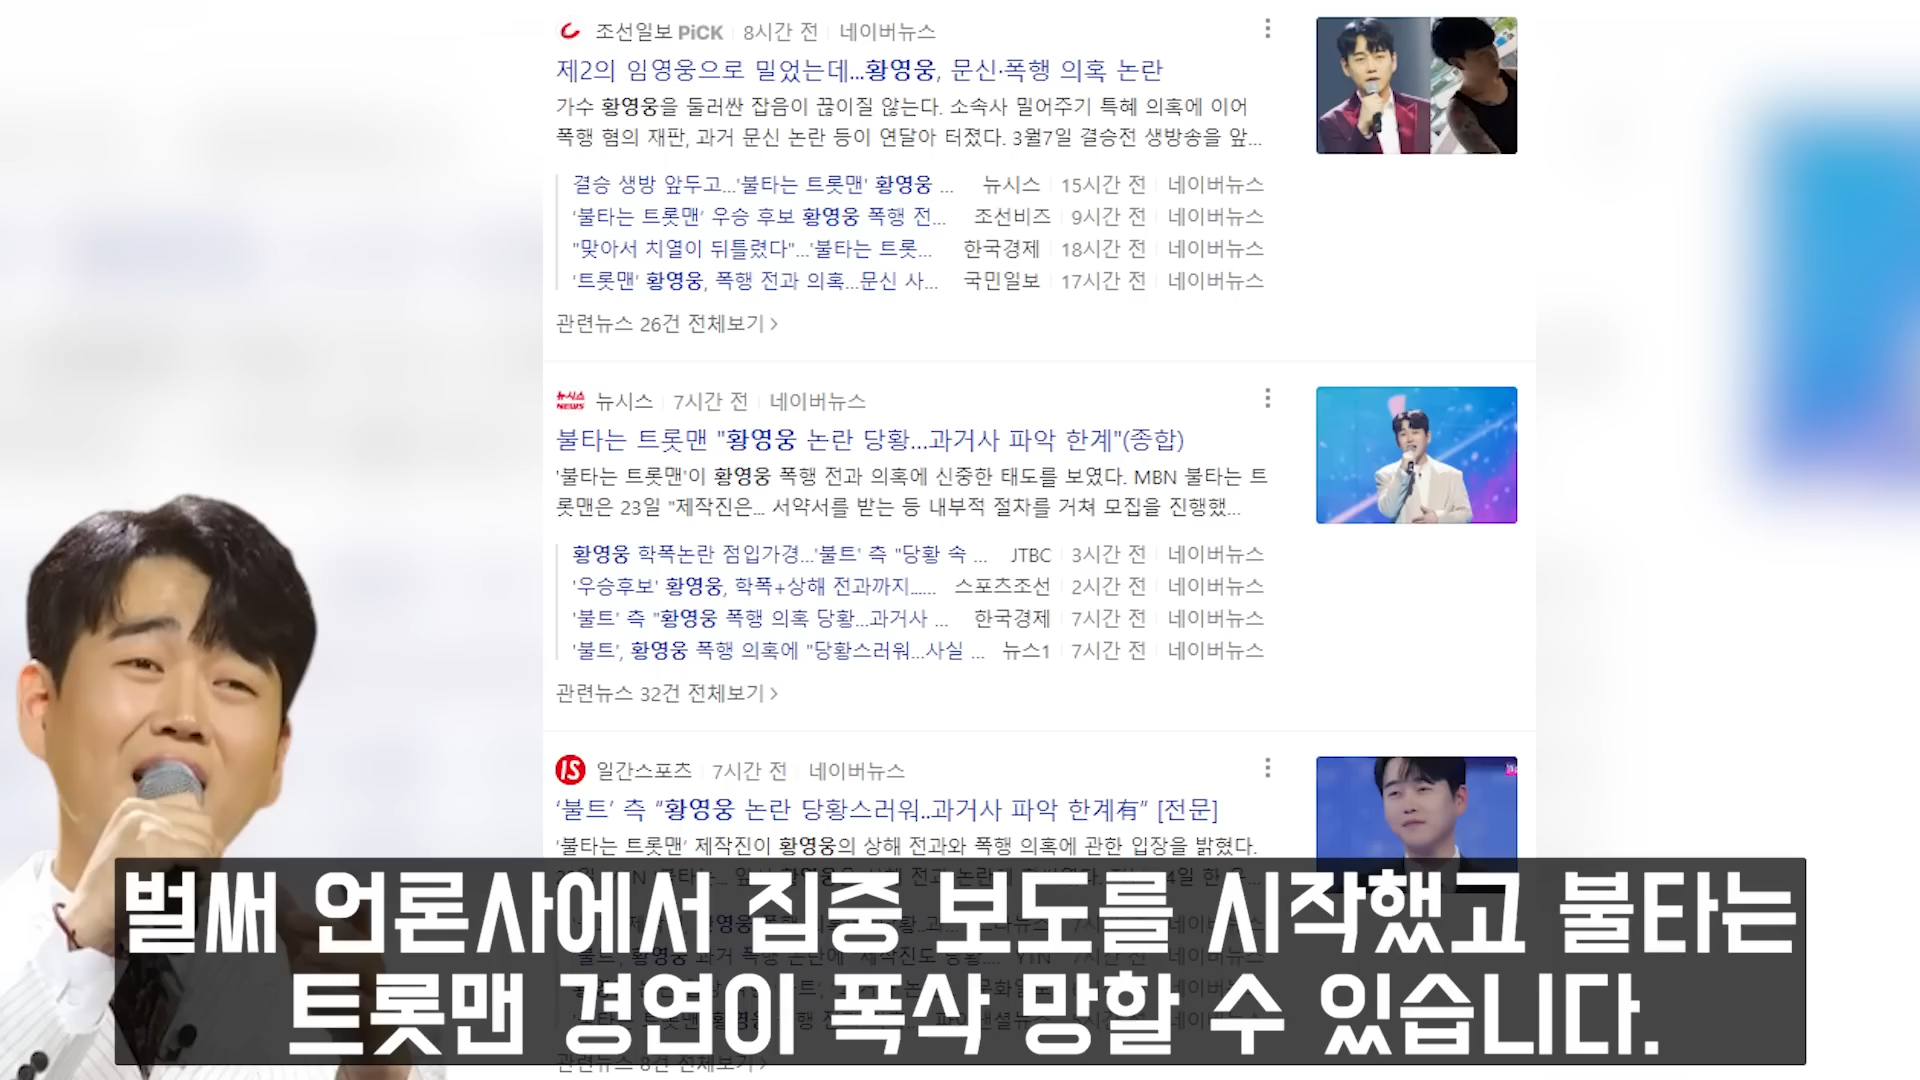 조선일보 PiCK 8시간 전 네이버뉴스
제2의 임영웅으로 밀었는데...황영웅, 문신·폭행 의혹 논란
가수 황영웅을 둘러싼 잡음이 끊이질 않는다. 소속사 밀어주기 특혜 의혹에 이어
폭행 혐의 재판, 과거 문신 논란 등이 연달아 터졌다. 3월7일 결승전 생방송을 앞...
결승 생방 앞두고...'불타는 트롯맨' 황영웅 ... 뉴시스 15시간 전 네이버뉴스
'불타는 트롯맨' 우승 후보 황영웅 폭행 전... 조선비즈 9시간 전 네이버뉴스
"맞아서 치열이 뒤틀렸다"...'불타는 트롯... 한국경제 18시간 전 네이버뉴스
'트롯맨' 황영웅, 폭행 전과 의혹...문신 사... 국민일보 17시간 전 네이버뉴스
관련뉴스 26건 전체보기 >
뉴시스 NEWS 뉴시스 7시간 전 네이버뉴스
불타는 트롯맨 "황영웅 논란 당황...과거사 파악 한계"(종합)
'불타는 트롯맨'이 황영웅 폭행 전과 의혹에 신중한 태도를 보였다. MBN 불타는 트
롯맨은 23일 "제작진은... 서약서를 받는 등 내부적 절차를 거쳐 모집을 진행했...
황영웅 학폭논란 점입가경...'불트' 측 "당황 속 ... JTBC 3시간 전 네이버뉴스
'우승후보' 황영웅, 학폭+상해 전과까지...... 스포츠조선 2시간 전 네이버뉴스
'불트' 측 "황영웅 폭행 의혹 당황...과거사 ... 한국경제 7시간 전 네이버뉴스
'불트', 황영웅 폭행 의혹에 "당황스러워...사실 ... 뉴스1 7시간 전 네이버뉴스
관련뉴스 32건 전체보기 >
IS 일간스포츠 7시간 전 네이버뉴스
'불트' 측 "황영웅 논란 당황스러워..과거사 파악 한계有" [전문]
'불타는 트롯맨' 제작진이 황영웅의 상해 전과와 폭행 의혹에 관한 입장을 밝혔다.
벌써 언론사에서 집중 보도를 시작했고 불타는
트롯맨 경연이 폭삭 망할 수 있습니다.
관련뉴스 8건 전체보기 >